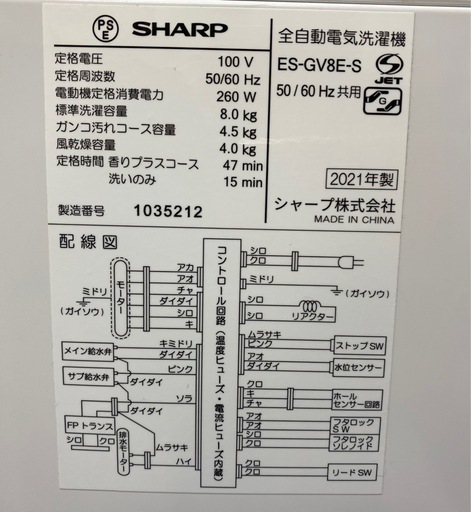 PS E SHARP
定格電圧 100 V
定格周波数 50/60 Hz
電動機定格消費電力 260 W
標準洗濯容量 8.0 kg
ガンコ汚れコース容量 4.5 kg
風乾燥容量 4.0 kg
定格時間 香りプラスコース 47 min
洗いのみ 15 min
製造番号 1035212
全自動電気洗濯機
ES-GV8E-S
JET
50/60Hz共用
G
2021年製
シャープ株式会社
MADE IN CHINA
配線図
モーター
ミドリ
(ガイソウ)
アカ
アオ
チャ
ダイダイ
シロ
キ
メイン給水弁
キミドリ
ダイダイ
サブ給水弁
ピンク
ダイダイ
ソラ
FPトランス
シロ クロ
排水モーター
ムラサキ
ハイ
コントロール回路(温度ヒューズ・電流ヒューズ内蔵)
シロ
クロ
ミドリ
(ガイソウ)
シロ
シロ
リアクター
ムラサキ
ピンク
ストップSW
アオ
ダイダイ
水位センサー
クロ
キ
チャ
ホール
センサー回路
アオ
アオ
フタロック
SW
シロ
クロ
フタロック
ソレノイド
クロ
クロ
リードSW